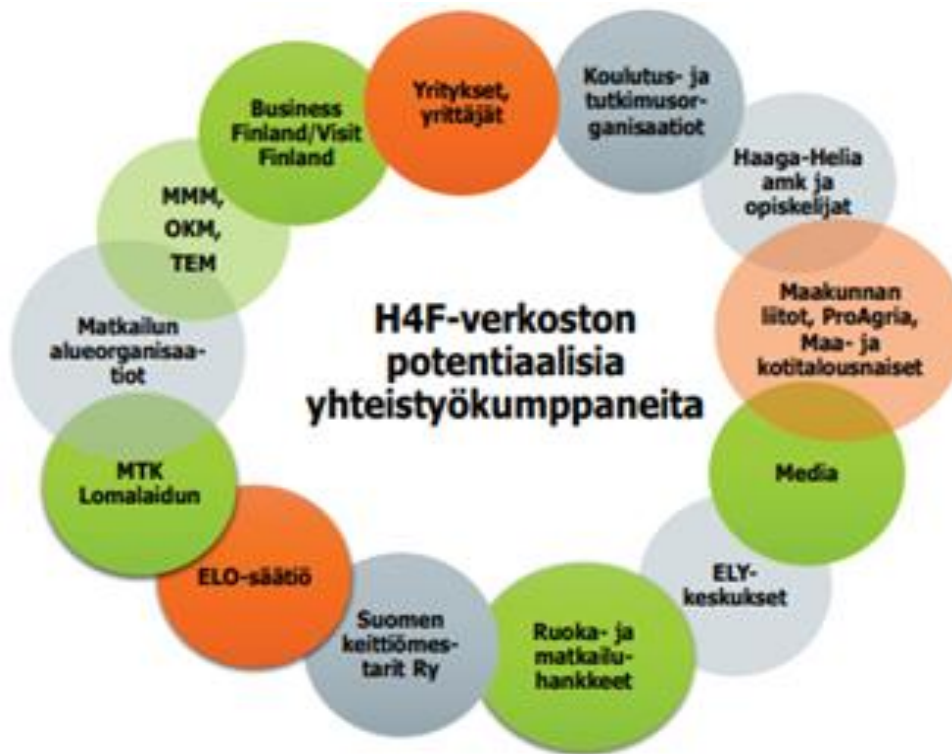 H4F-verkoston
potentiaalisia
yhteistyökumppaneita
Yritykset,
yrittäjät
Koulutus- ja
tutkimusor-
ganisaatiot
Haaga-Helia
amk ja
opiskelijat
Maakunnan
liitot, ProAgria,
Maa- ja
kotitalousnaiset
Media
ELY-
keskukset
Ruoka- ja
matkailu-
hankkeet
Suomen
keittiömes-
tarit Ry
ELO-säätiö
MTK
Lomalaidun
Matkailun
alueorganisaa-
tiot
MMM,
OKM,
TEM
Business
Finland/Visit
Finland